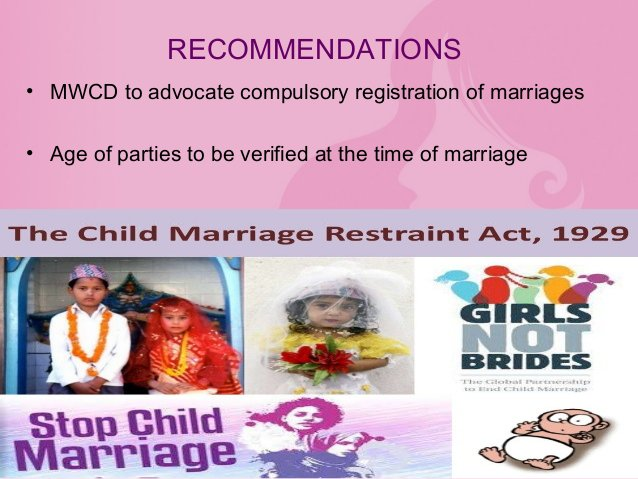 RECOMMENDATIONS
• MWCD to advocate compulsory registration of marriages
• Age of parties to be verified at the time of marriage
The Child Marriage Restraint Act, 1929
GIRLS
NOT
BRIDES
The Global Partnership
to End Child Marriage
Stop Child
Marriage